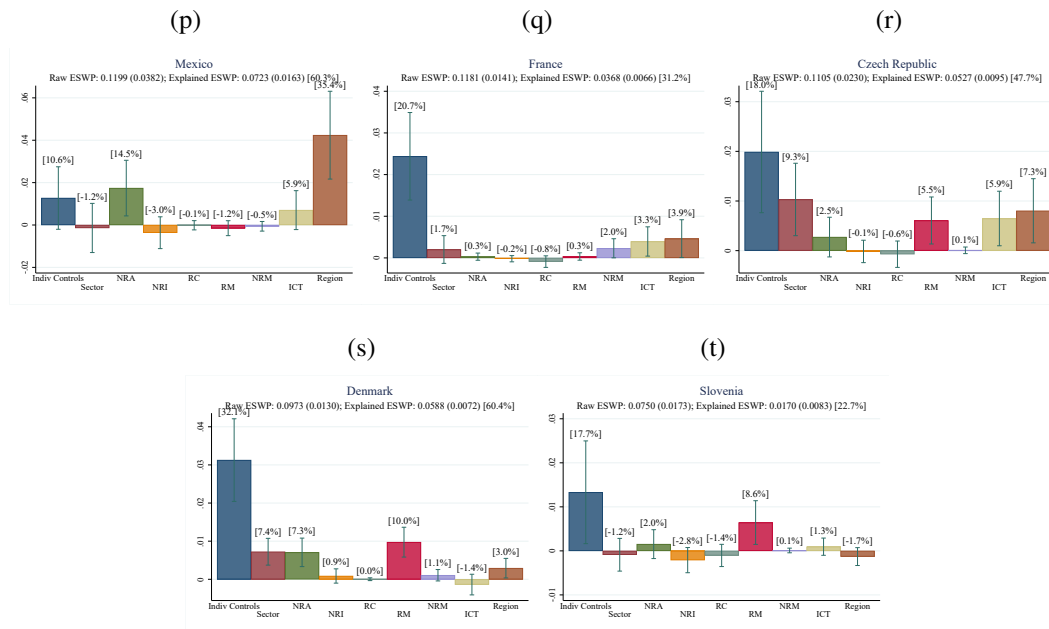 (p)
(q)
(r)
Mexico
Raw ESWP: 0.1199 (0.0382); Explained ESWP: 0.0723 (0.0163) [60.3%]
.06
.04
.02
0
-.02
[10.6%]
[-1.2%]
[14.5%]
[-3.0%]
[-0.1%]
[-1.2%]
[-0.5%]
[5.9%]
[35.4%]
Indiv Controls
Sector
NRA
NRI
RC
RM
NRM
ICT
Region
France
Raw ESWP: 0.1181 (0.0141); Explained ESWP: 0.0368 (0.0066) [31.2%]
.04
.03
.02
.01
0
[20.7%]
[1.7%]
[0.3%]
[-0.2%]
[-0.8%]
[0.3%]
[2.0%]
[3.3%]
[3.9%]
Indiv Controls
Sector
NRA
NRI
RC
RM
NRM
ICT
Region
Czech Republic
Raw ESWP: 0.1105 (0.0230); Explained ESWP: 0.0527 (0.0095) [47.7%]
.03
.02
.01
0
[18.0%]
[9.3%]
[2.5%]
[-0.1%]
[-0.6%]
[5.5%]
[0.1%]
[5.9%]
[7.3%]
Indiv Controls
Sector
NRA
NRI
RC
RM
NRM
ICT
Region
(s)
(t)
Denmark
Raw ESWP: 0.0973 (0.0130); Explained ESWP: 0.0588 (0.0072) [60.4%]
.04
.03
.02
.01
0
[32.1%]
[7.4%]
[7.3%]
[0.9%]
[0.0%]
[10.0%]
[1.1%]
[-1.4%]
[3.0%]
Indiv Controls
Sector
NRA
NRI
RC
RM
NRM
ICT
Region
Slovenia
Raw ESWP: 0.0750 (0.0173); Explained ESWP: 0.0170 (0.0083) [22.7%]
.03
.02
.01
0
-.01
[17.7%]
[-1.2%]
[2.0%]
[-2.8%]
[-1.4%]
[8.6%]
[0.1%]
[1.3%]
[-1.7%]
Indiv Controls
Sector
NRA
NRI
RC
RM
NRM
ICT
Region